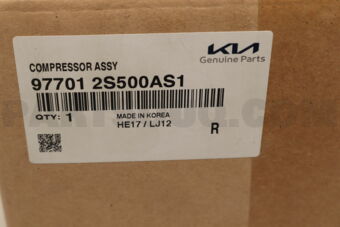 COMPRESSOR ASSY
KIA
Genuine Parts
97701 2S500AS1
QTY: 1
MADE IN KOREA
HE17 / LJ12
R